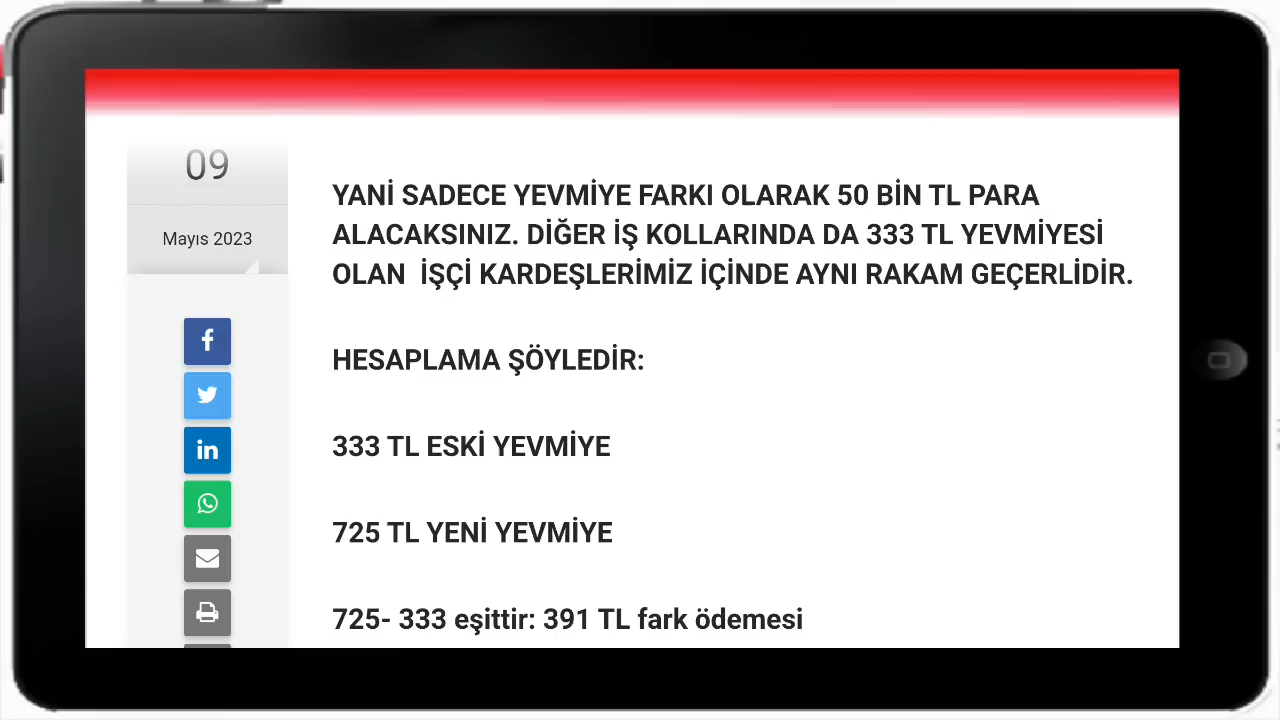 09
Mayıs 2023
YANİ SADECE YEVMİYE FARKI OLARAK 50 BİN TL PARA
ALACAKSINIZ. DİĞER İŞ KOLLARINDA DA 333 TL YEVMİYESİ
OLAN İŞÇİ KARDEŞLERİMİZ İÇİNDE AYNI RAKAM GEÇERLİDİR.
HESAPLAMA ŞÖYLEDİR:
333 TL ESKİ YEVMİYE
725 TL YENİ YEVMİYE
725- 333 eşittir: 391 TL fark ödemesi